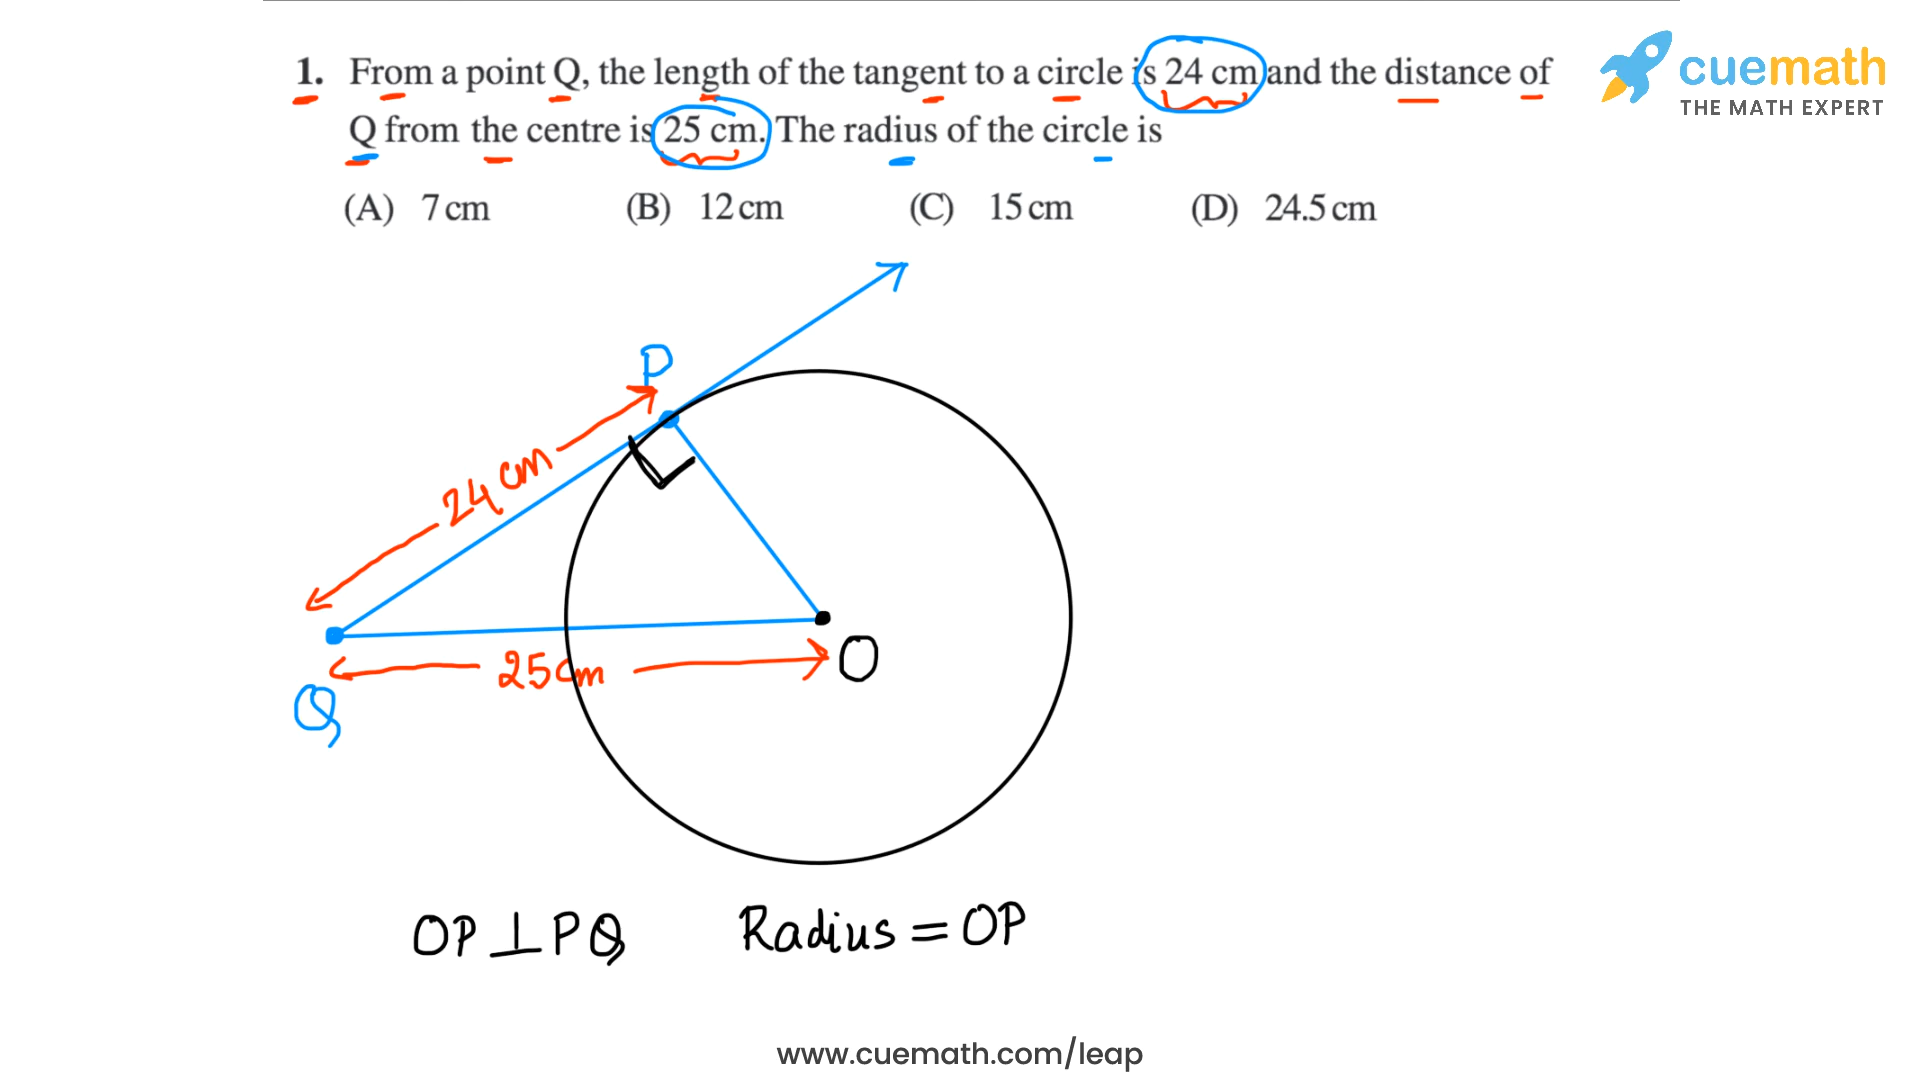 1. From a point Q, the length of the tangent to a circle is 24 cm and the distance of
Q from the centre is 25 cm. The radius of the circle is
(A) 7 cm (B) 12 cm (C) 15 cm (D) 24.5 cm
cuemath
THE MATH EXPERT
P
24 cm
O
25 cm
Q
OP ⊥ PQ Radius = OP
www.cuemath.com/leap